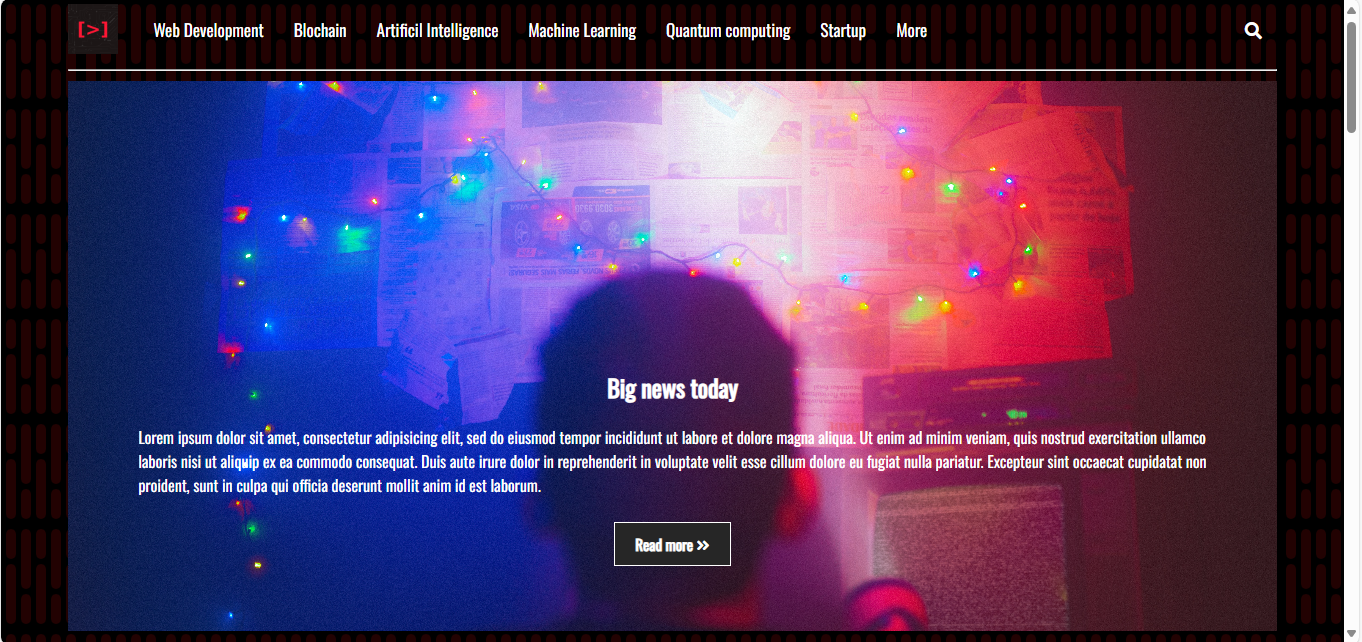 [>] Web Development Blochain Artificil Intelligence Machine Learning Quantum computing Startup More
Big news today
Lorem ipsum dolor sit amet, consectetur adipisicing elit, sed do eiusmod tempor incididunt ut labore et dolore magna aliqua. Ut enim ad minim veniam, quis nostrud exercitation ullamco
laboris nisi ut aliquip ex ea commodo consequat. Duis aute irure dolor in reprehenderit in voluptate velit esse cillum dolore eu fugiat nulla pariatur. Excepteur sint occaecat cupidatat non
proident, sunt in culpa qui officia deserunt mollit anim id est laborum.
Read more »